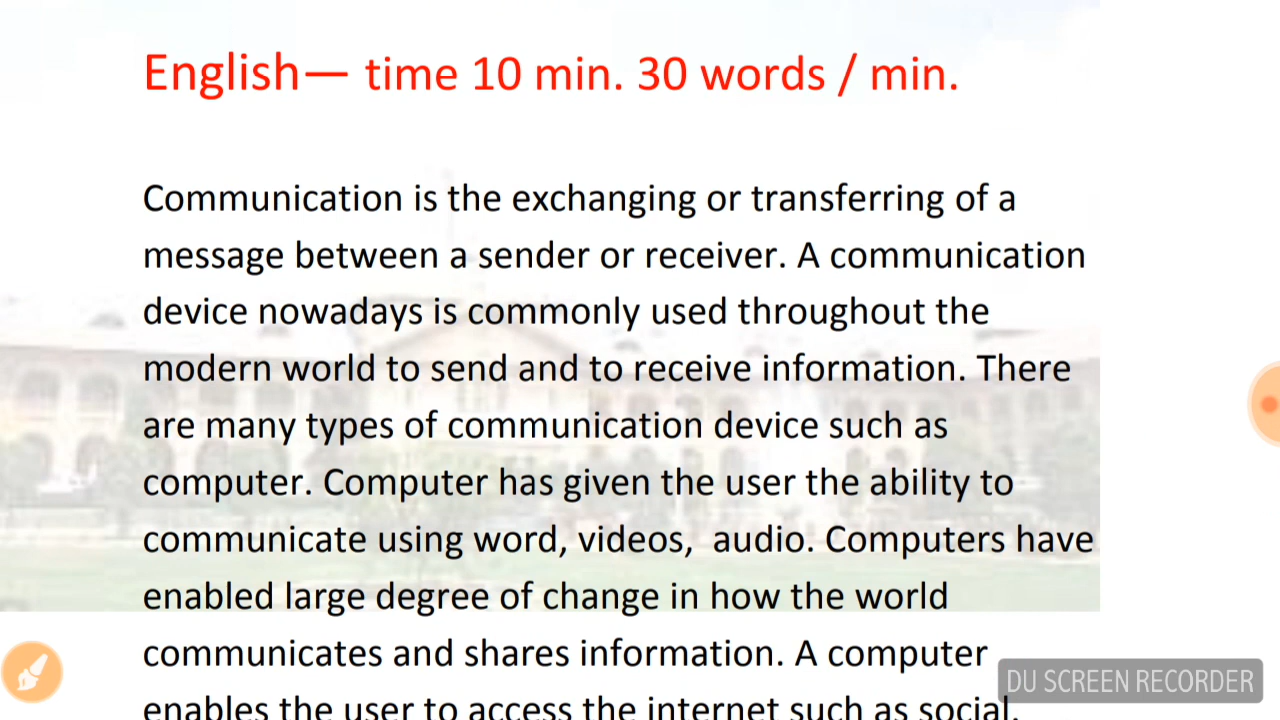 English— time 10 min. 30 words / min.
Communication is the exchanging or transferring of a
message between a sender or receiver. A communication
device nowadays is commonly used throughout the
modern world to send and to receive information. There
are many types of communication device such as
computer. Computer has given the user the ability to
communicate using word, videos,  audio. Computers have
enabled large degree of change in how the world
communicates and shares information. A computer
enables the user to access the internet such as social.
DU SCREEN RECORDER